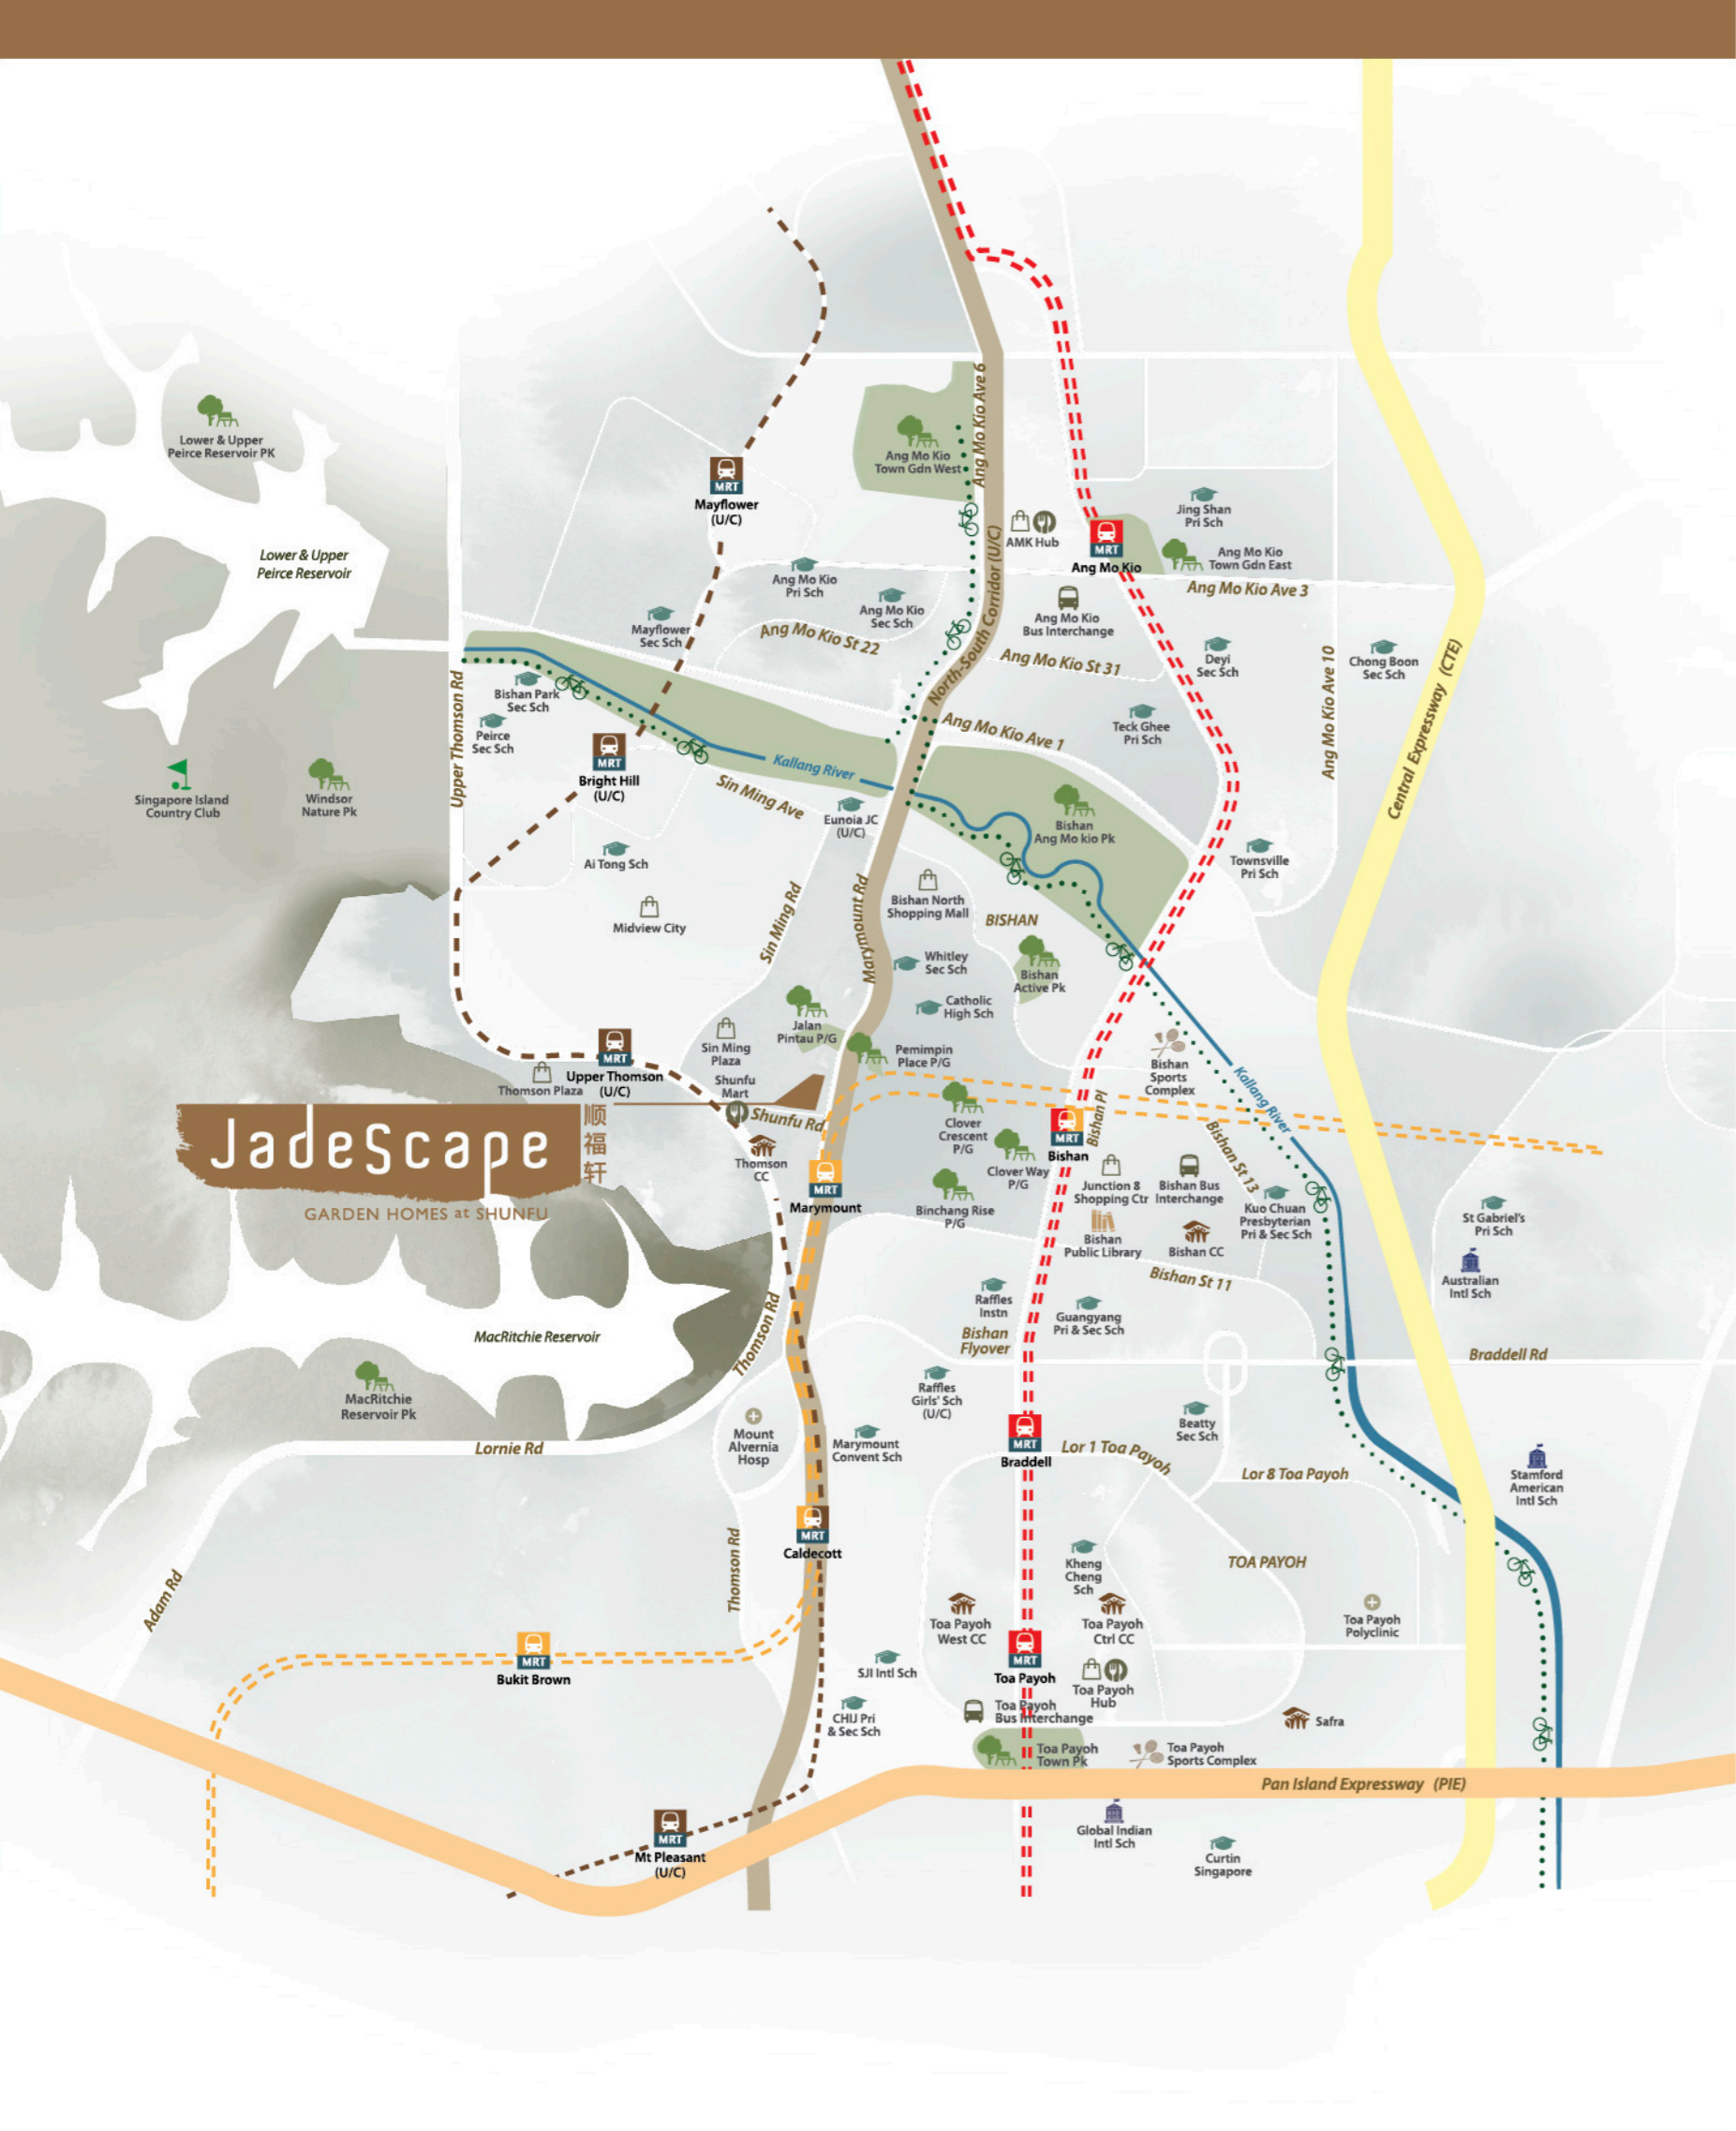 Lower & Upper
Peirce Reservoir PK
Ang Mo Kio
Town Gdn West
Ang Mo Kio Ave 6
MRT
Mayflower
(U/C)
Jing Shan
Pri Sch
AMK Hub
MRT
Ang Mo Kio
Ang Mo Kio
Town Gdn East
Lower & Upper
Peirce Reservoir
North-South Corridor (U/C)
Ang Mo Kio
Pri Sch
Ang Mo Kio Ave 3
Ang Mo Kio
Sec Sch
Ang Mo Kio
Bus Interchange
Mayflower
Sec Sch
Ang Mo Kio St 22
Ang Mo Kio St 31
Deyi
Sec Sch
Ang Mo Kio Ave 10
Chong Boon
Sec Sch
Central Expressway (CTE)
Upper Thomson Rd
Bishan Park
Sec Sch
Peirce
Sec Sch
Ang Mo Kio Ave 1
Teck Ghee
Pri Sch
MRT
Bright Hill
(U/C)
Kallang River
Sin Ming Ave
Singapore Island
Country Club
Windsor
Nature Pk
Eunoia JC
(U/C)
Bishan
Ang Mo kio Pk
Ai Tong Sch
Townsville
Pri Sch
Midview City
Sin Ming Rd
Marymount Rd
Bishan North
Shopping Mall
BISHAN
Whitley
Sec Sch
Bishan
Active Pk
Catholic
High Sch
Jalan
Pintau P/G
Sin Ming
Plaza
Pemimpin
Place P/G
Bishan
Sports
Complex
Kallang River
MRT
Upper Thomson
(U/C)
Thomson Plaza
Shunfu
Mart
Shunfu Rd
JadeScape
顺
福
轩
GARDEN HOMES at SHUNFU
Thomson
CC
MRT
Marymount
Clover
Crescent
P/G
Clover Way
P/G
Binchang Rise
P/G
MRT
Bishan
Bishan Pl
Bishan St 13
Junction 8
Shopping Ctr
Bishan Bus
Interchange
Kuo Chuan
Presbyterian
Pri & Sec Sch
Bishan
Public Library
Bishan CC
Bishan St 11
St Gabriel's
Pri Sch
Australian
Intl Sch
Raffles
Instn
Guangyang
Pri & Sec Sch
Bishan
Flyover
Braddell Rd
MacRitchie Reservoir
Thomson Rd
MacRitchie
Reservoir Pk
Raffles
Girls' Sch
(U/C)
Beatty
Sec Sch
Lornie Rd
Mount
Alvernia
Hosp
Marymount
Convent Sch
MRT
Braddell
Lor 1 Toa Payoh
Lor 8 Toa Payoh
Stamford
American
Intl Sch
MRT
Caldecott
Thomson Rd
Adam Rd
Kheng
Cheng
Sch
TOA PAYOH
Toa Payoh
West CC
Toa Payoh
Ctrl CC
Toa Payoh
Polyclinic
MRT
Bukit Brown
SJI Intl Sch
MRT
Toa Payoh
Toa Payoh
Hub
CHIJ Pri
& Sec Sch
Toa Payoh
Bus Interchange
Safra
Toa Payoh
Town Pk
Toa Payoh
Sports Complex
Pan Island Expressway (PIE)
MRT
Mt Pleasant
(U/C)
Global Indian
Intl Sch
Curtin
Singapore